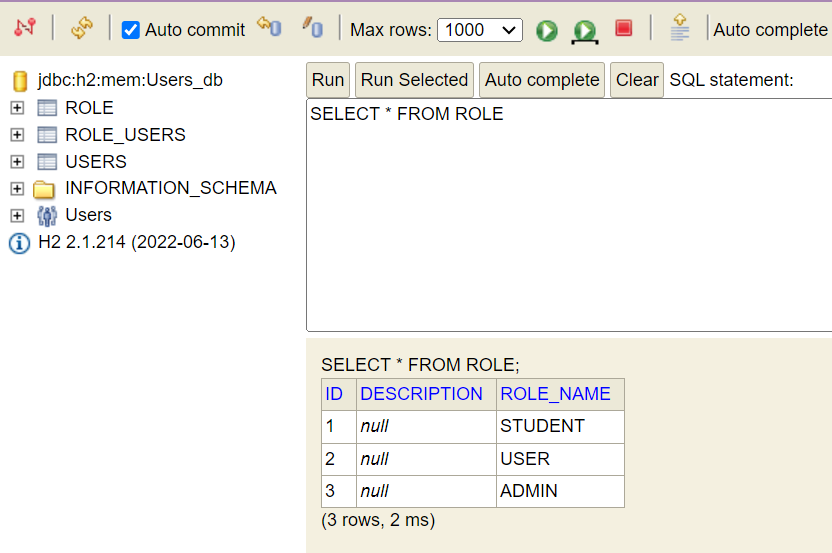 Auto commit Max rows: 1000 Auto complete
jdbc:h2:mem:Users_db
ROLE
ROLE_USERS
USERS
INFORMATION_SCHEMA
Users
H2 2.1.214 (2022-06-13)
Run Run Selected Auto complete Clear SQL statement:
SELECT * FROM ROLE
SELECT * FROM ROLE;
ID DESCRIPTION ROLE_NAME
1 null STUDENT
2 null USER
3 null ADMIN
(3 rows, 2 ms)